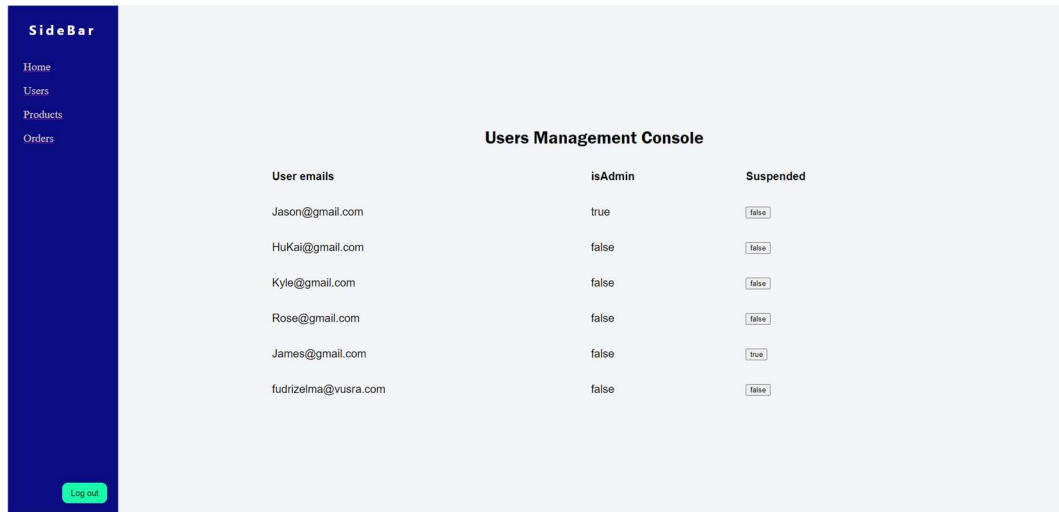 SideBar
Home
Users
Products
Orders
Users Management Console
User emails isAdmin Suspended
Jason@gmail.com true false
HuKai@gmail.com false false
Kyle@gmail.com false false
Rose@gmail.com false false
James@gmail.com false true
fudrizelma@vusra.com false false
Log out